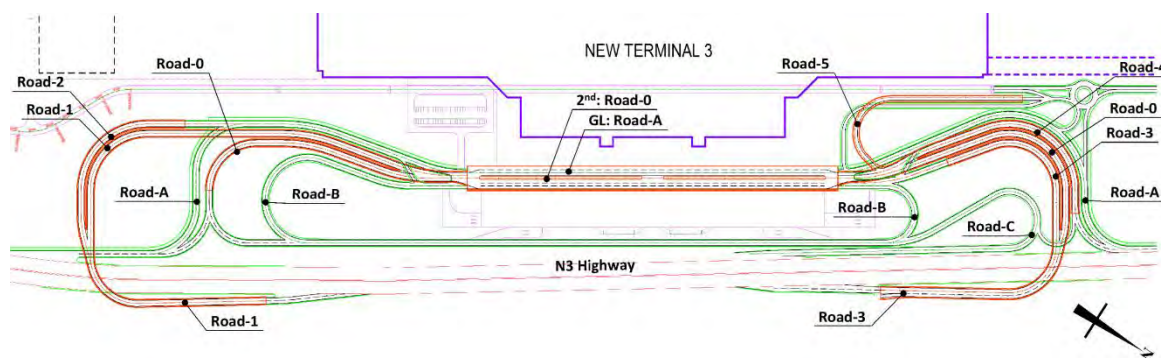 NEW TERMINAL 3
Road-0
Road-5
Road-4
Road-2
Road-1
2nd: Road-0
GL: Road-A
Road-0
Road-3
Road-A
Road-B
Road-B
Road-C
Road-A
N3 Highway
Road-1
Road-3